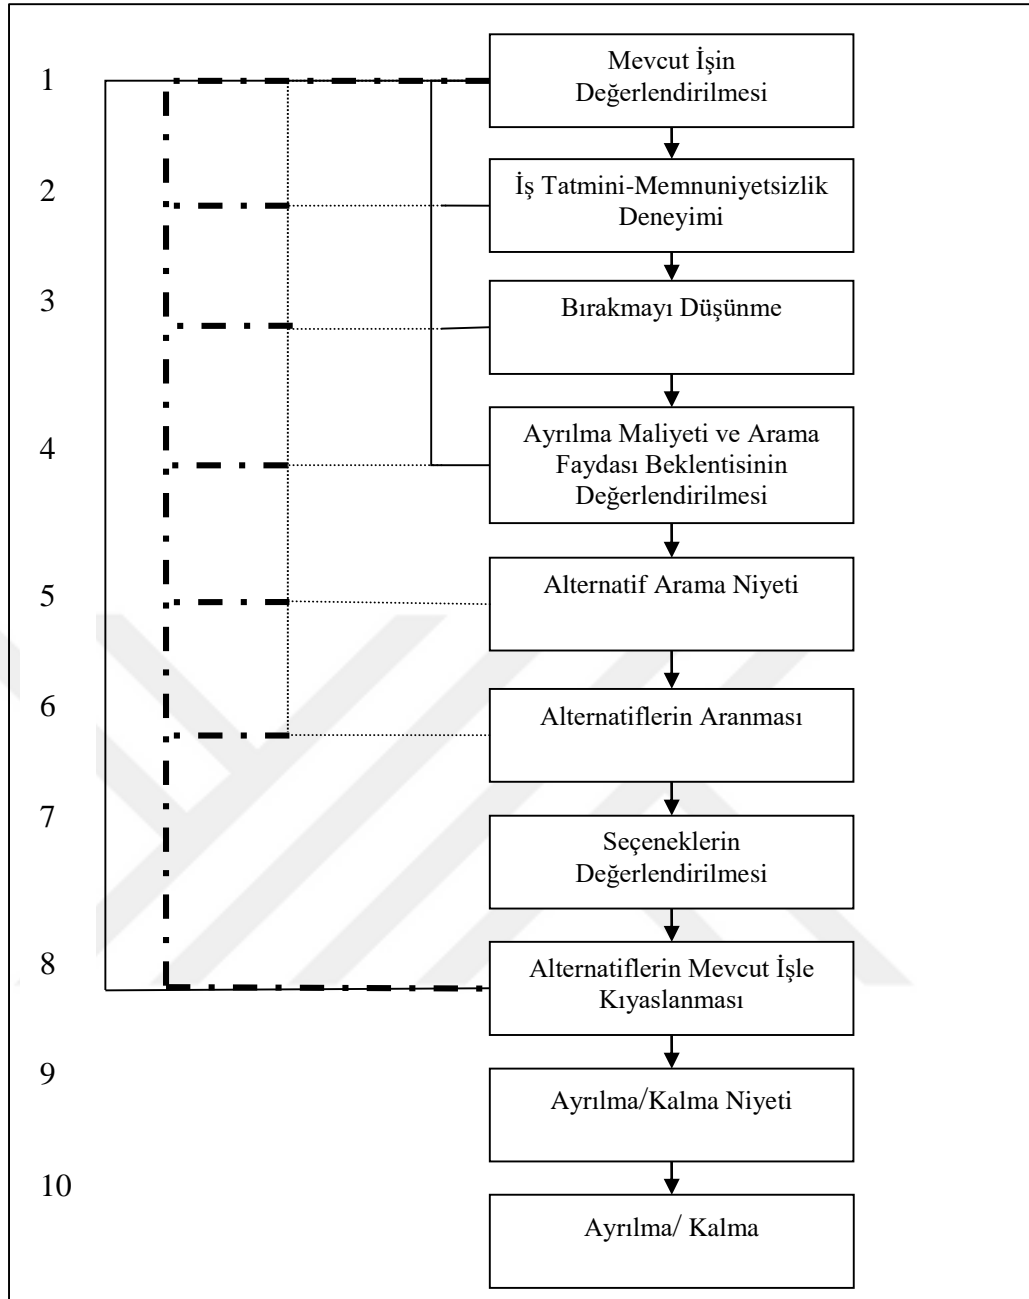 1
Mevcut İşin
Değerlendirilmesi
2
İş Tatmini-Memnuniyetsizlik
Deneyimi
3
Bırakmayı Düşünme
4
Ayrılma Maliyeti ve Arama
Faydası Beklentisinin
Değerlendirilmesi
5
Alternatif Arama Niyeti
6
Alternatiflerin Aranması
7
Seçeneklerin
Değerlendirilmesi
8
Alternatiflerin Mevcut İşle
Kıyaslanması
9
Ayrılma/Kalma Niyeti
10
Ayrılma/ Kalma